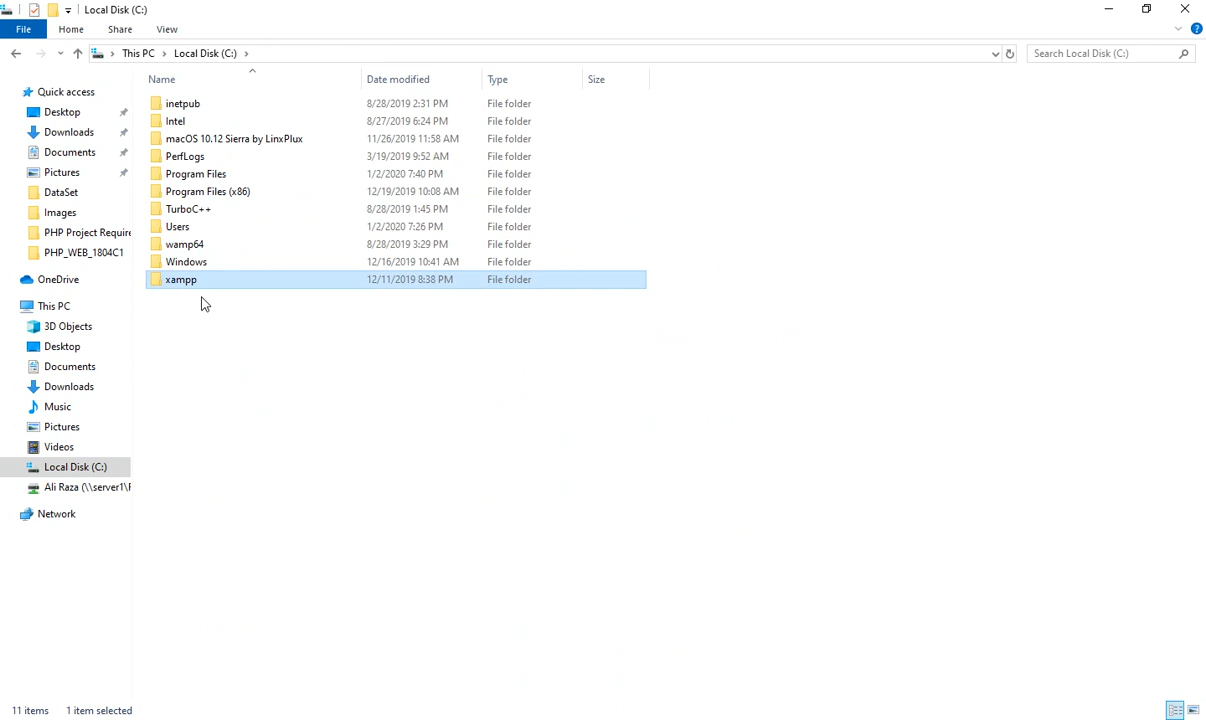 Local Disk (C:)
File Home Share View
This PC Local Disk (C:) Search Local Disk (C:)
Name Date modified Type Size
Quick access
Desktop
Downloads
Documents
Pictures
DataSet
Images
PHP Project Require
PHP_WEB_1804C1
OneDrive
This PC
3D Objects
Desktop
Documents
Downloads
Music
Pictures
Videos
Local Disk (C:)
Ali Raza (\\server1\F
Network
inetpub 8/28/2019 2:31 PM File folder
Intel 8/27/2019 6:24 PM File folder
macOS 10.12 Sierra by LinxPlux 11/26/2019 11:58 AM File folder
PerfLogs 3/19/2019 9:52 AM File folder
Program Files 1/2/2020 7:40 PM File folder
Program Files (x86) 12/19/2019 10:08 AM File folder
TurboC++ 8/28/2019 1:45 PM File folder
Users 1/2/2020 7:26 PM File folder
wamp64 8/28/2019 3:29 PM File folder
Windows 12/16/2019 10:41 AM File folder
xampp 12/11/2019 8:38 PM File folder
11 items 1 item selected